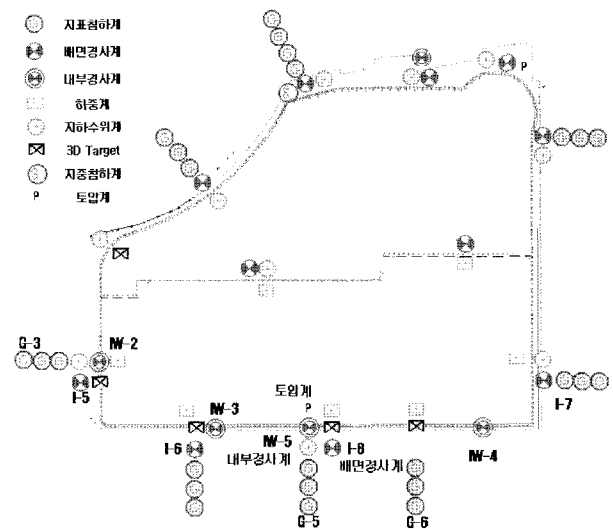 지표침하계
배면경사계
내부경사계
하중계
지하수위계
3D Target
지중침하계
P 토압계
P
G-3
IW-2
I-5
토압계
P
IW-3
I-6
IW-5
I-8
내부경사계
배면경사계
IW-4
I-7
G-5
G-6